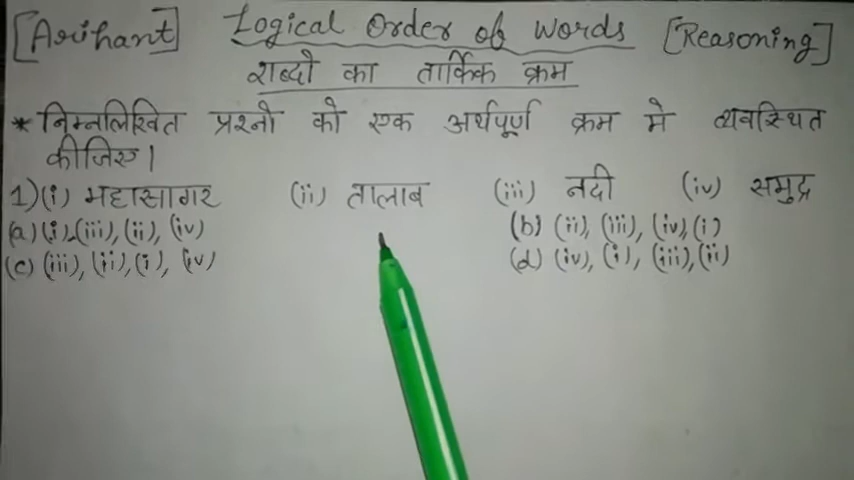 [Arihant] Logical Order of Words [Reasoning]
शब्दो का तार्किक क्रम
* निम्नलिखित प्रश्नो को एक अर्थपूर्ण क्रम मे व्यवस्थित
कीजिए।
1) (i) महासागर (ii) तालाब (iii) नदी (iv) समुद्र
(a) (i), (iii), (ii), (iv) (b) (ii), (iii), (iv), (i)
(c) (iii), (ii), (i), (iv) (d) (iv), (i), (iii), (ii)